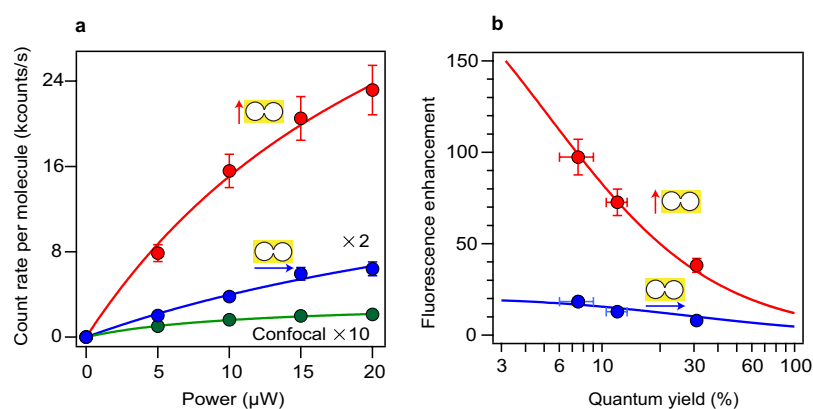 a
Count rate per molecule (kcounts/s)
24
16
8
0
×2
Confocal ×10
0
5
10
15
20
Power (µW)
b
Fluorescence enhancement
150
100
50
0
3
6
10
30
60
100
Quantum yield (%)